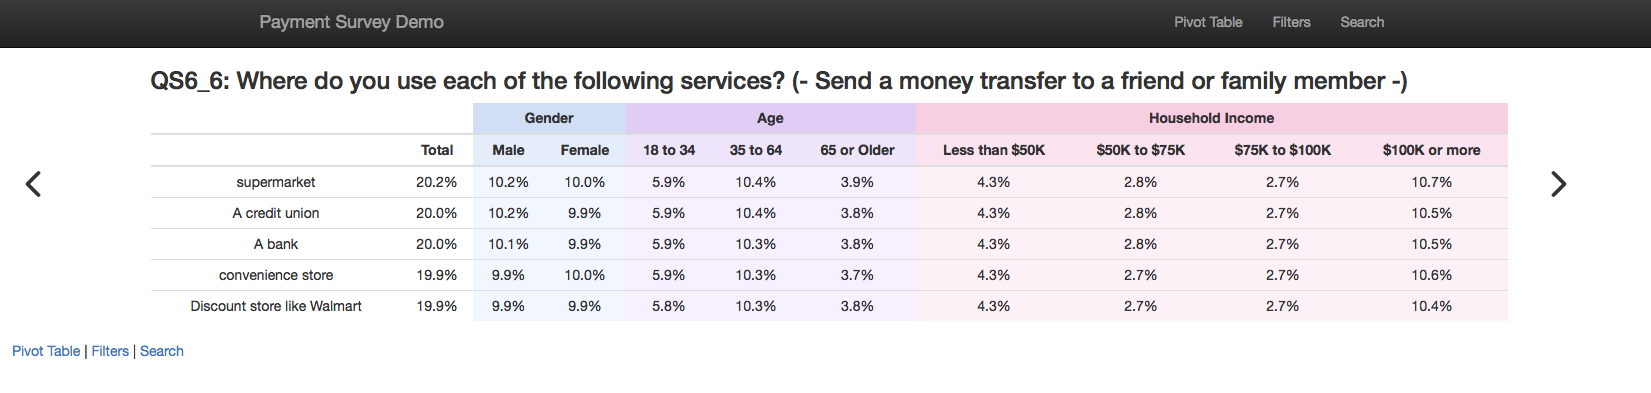 Payment Survey Demo Pivot Table Filters Search
QS6_6: Where do you use each of the following services? (- Send a money transfer to a friend or family member -)
Gender Age Household Income
Total Male Female 18 to 34 35 to 64 65 or Older Less than $50K $50K to $75K $75K to $100K $100K or more
supermarket 20.2% 10.2% 10.0% 5.9% 10.4% 3.9% 4.3% 2.8% 2.7% 10.7%
A credit union 20.0% 10.2% 9.9% 5.9% 10.4% 3.8% 4.3% 2.8% 2.7% 10.5%
A bank 20.0% 10.1% 9.9% 5.9% 10.3% 3.8% 4.3% 2.8% 2.7% 10.5%
convenience store 19.9% 9.9% 10.0% 5.9% 10.3% 3.7% 4.3% 2.7% 2.7% 10.6%
Discount store like Walmart 19.9% 9.9% 9.9% 5.8% 10.3% 3.8% 4.3% 2.7% 2.7% 10.4%
Pivot Table | Filters | Search